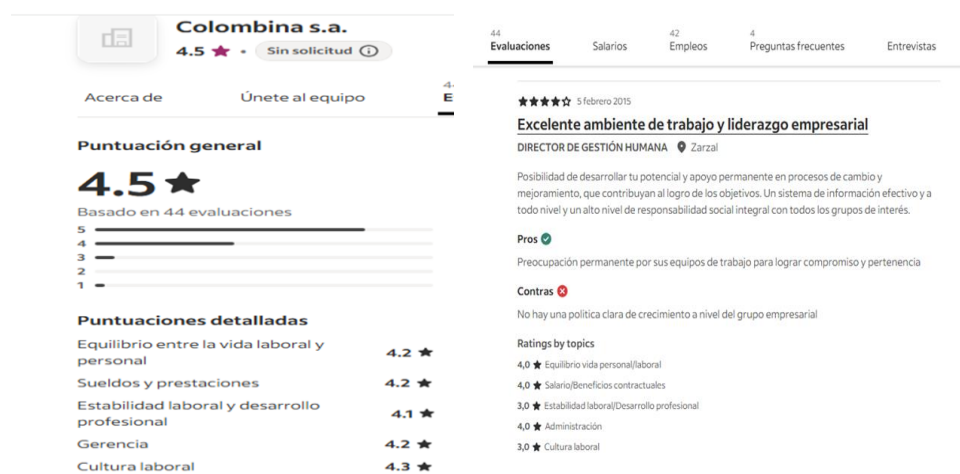 Colombina s.a.
4.5 ★ • Sin solicitud
Acerca de Únete al equipo
Puntuación general
4.5 ★
Basado en 44 evaluaciones
5
4
3
2
1
Puntuaciones detalladas
Equilibrio entre la vida laboral y
personal 4.2 ★
Sueldos y prestaciones 4.2 ★
Estabilidad laboral y desarrollo
profesional 4.1 ★
Gerencia 4.2 ★
Cultura laboral 4.3 ★
44 42 4
Evaluaciones Salarios Empleos Preguntas frecuentes Entrevistas
★★★★☆ 5 febrero 2015
Excelente ambiente de trabajo y liderazgo empresarial
DIRECTOR DE GESTIÓN HUMANA Zarzal
Posibilidad de desarrollar tu potencial y apoyo permanente en procesos de cambio y
mejoramiento, que contribuyan al logro de los objetivos. Un sistema de información efectivo y a
todo nivel y un alto nivel de responsabilidad social integral con todos los grupos de interés.
Pros
Preocupación permanente por sus equipos de trabajo para lograr compromiso y pertenencia
Contras
No hay una politica clara de crecimiento a nivel del grupo empresarial
Ratings by topics
4,0 ★ Equilibrio vida personal/laboral
4,0 ★ Salario/Beneficios contractuales
3,0 ★ Estabilidad laboral/Desarrollo profesional
4,0 ★ Administración
3,0 ★ Cultura laboral